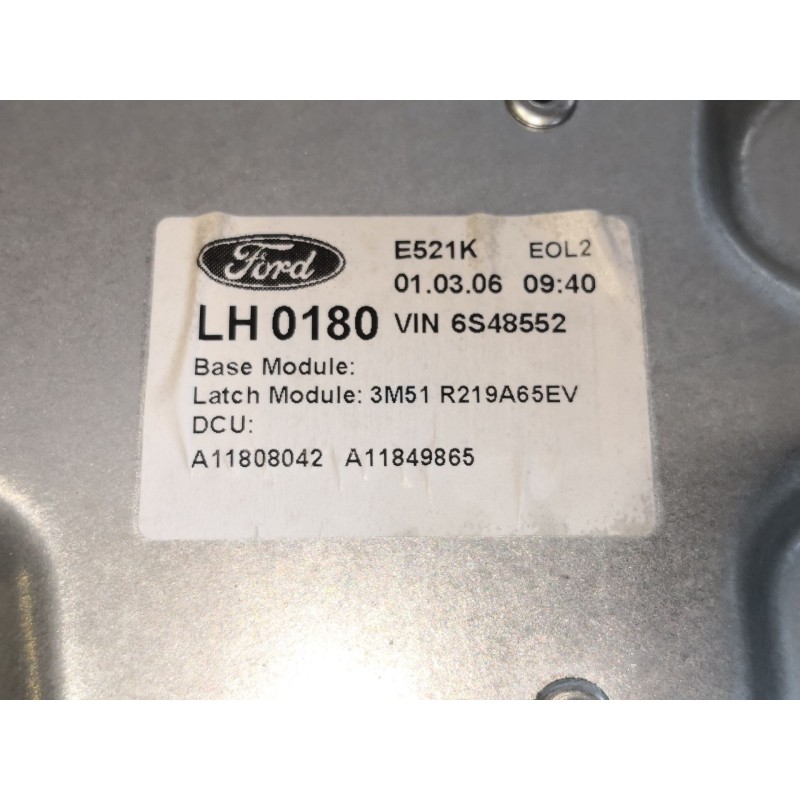 Ford E521K EOL2
01.03.06 09:40
LH 0180 VIN 6S48552
Base Module:
Latch Module: 3M51 R219A65EV
DCU:
A11808042 A11849865